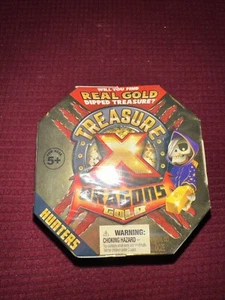 WILL YOU FIND
REAL GOLD
DIPPED TREASURE?
TREASURE
X
DRAGONS
GOLD
5+
HUNTERS
WARNING:
CHOKING HAZARD